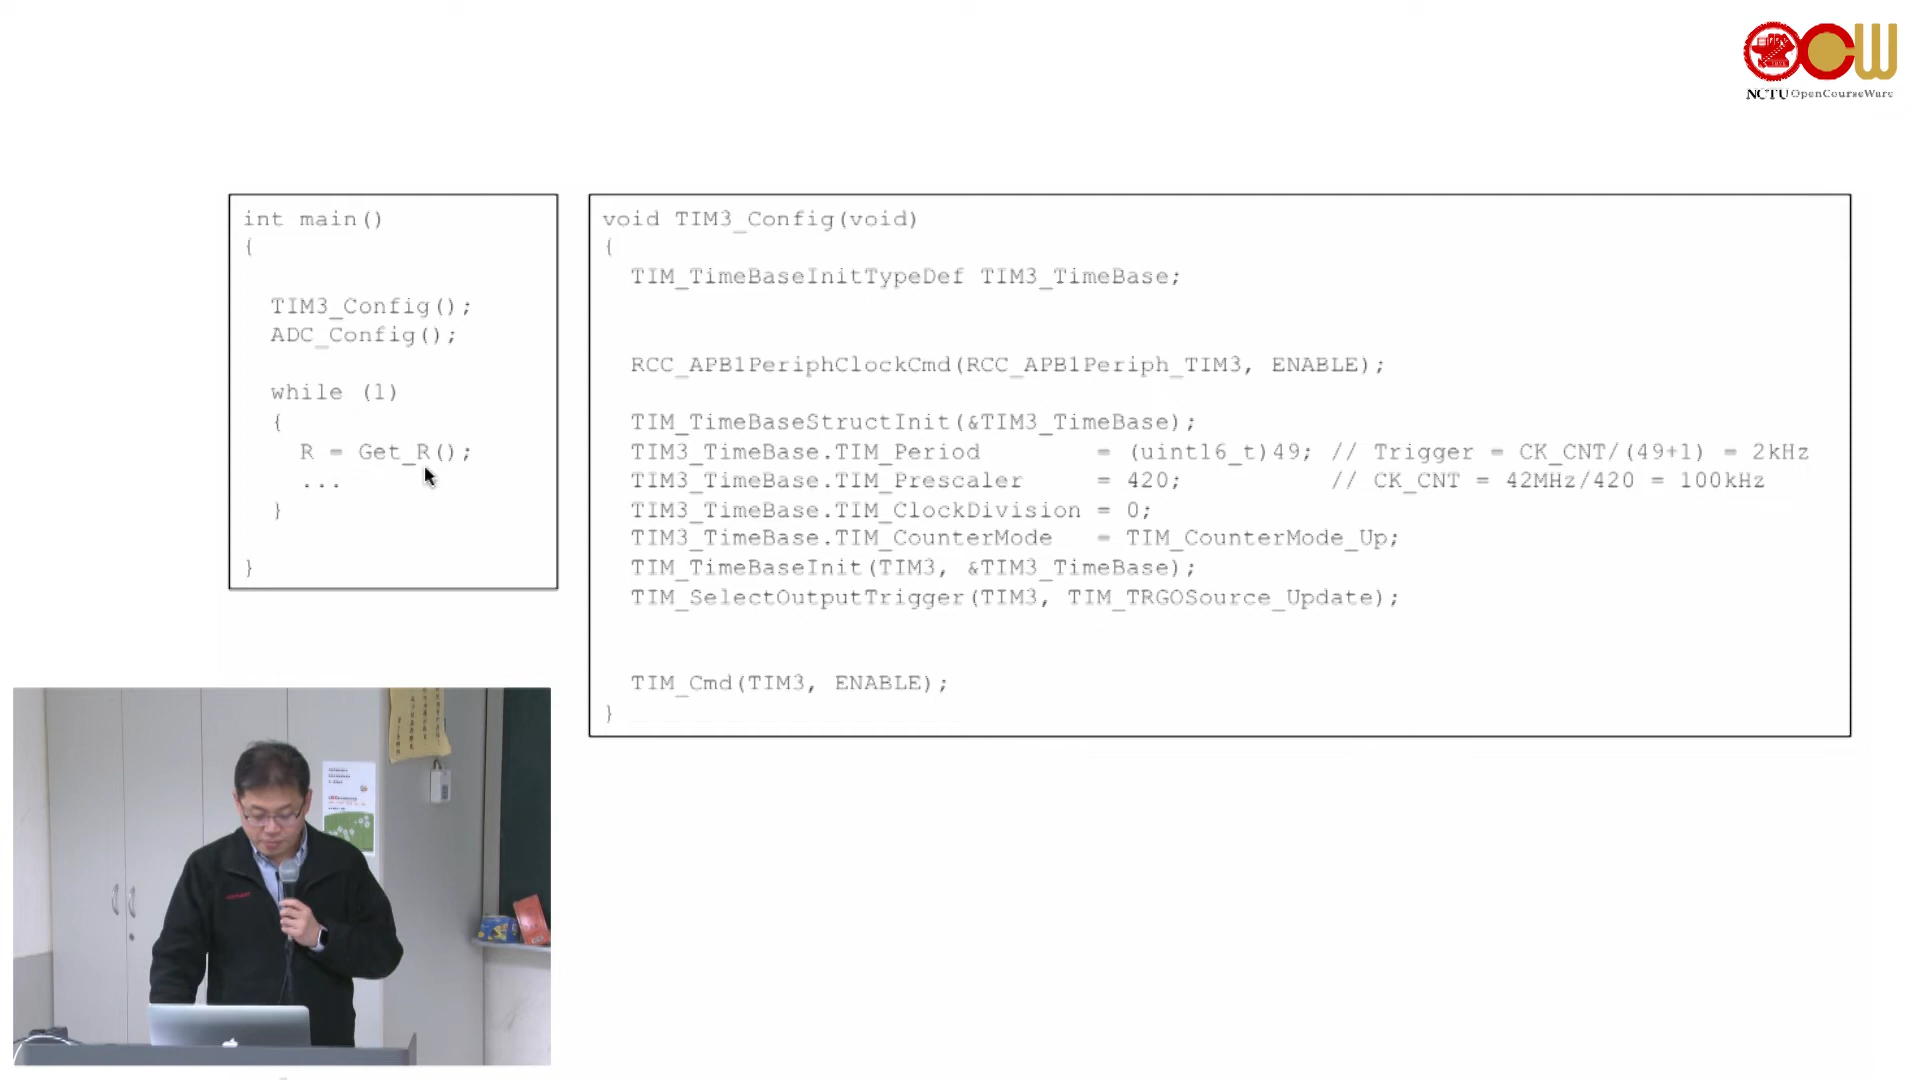 NCTU OpenCourseWare
int main()
{
TIM3_Config();
ADC_Config();
while (1)
{
R = Get_R();
...
}
}
void TIM3_Config(void)
{
TIM_TimeBaseInitTypeDef TIM3_TimeBase;
RCC_APB1PeriphClockCmd(RCC_APB1Periph_TIM3, ENABLE);
TIM_TimeBaseStructInit(&TIM3_TimeBase);
TIM3_TimeBase.TIM_Period = (uint16_t)49; // Trigger = CK_CNT/(49+1) = 2kHz
TIM3_TimeBase.TIM_Prescaler = 420; // CK_CNT = 42MHz/420 = 100kHz
TIM3_TimeBase.TIM_ClockDivision = 0;
TIM3_TimeBase.TIM_CounterMode = TIM_CounterMode_Up;
TIM_TimeBaseInit(TIM3, &TIM3_TimeBase);
TIM_SelectOutputTrigger(TIM3, TIM_TRGOSource_Update);
TIM_Cmd(TIM3, ENABLE);
}